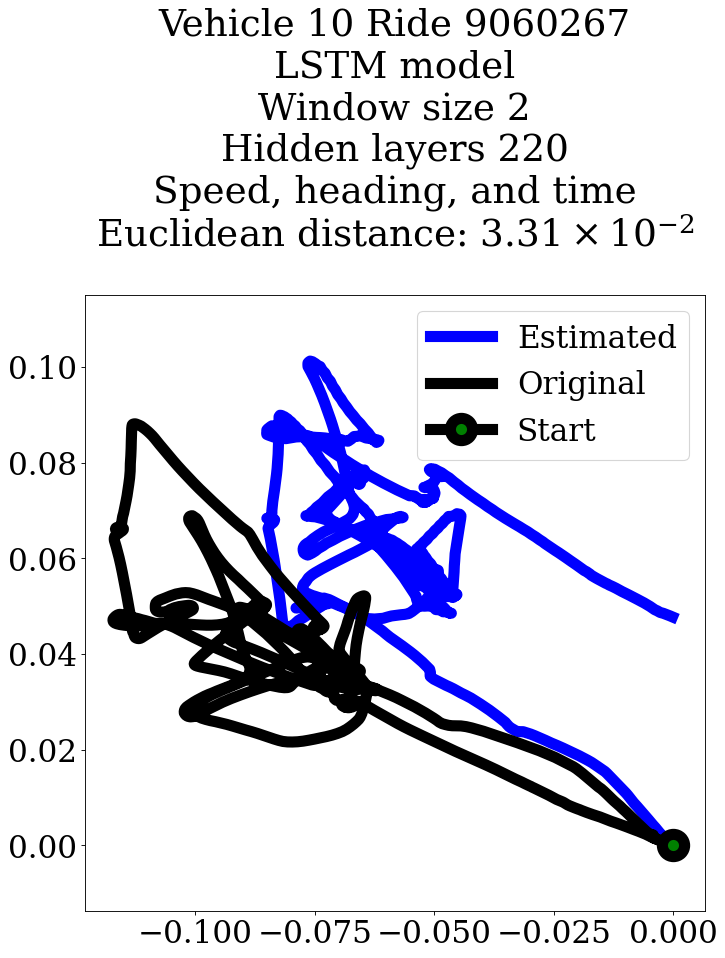 Vehicle 10 Ride 9060267
LSTM model
Window size 2
Hidden layers 220
Speed, heading, and time
Euclidean distance: 3.31 × 10⁻²
Estimated
Original
Start
0.10
0.08
0.06
0.04
0.02
0.00
−0.100 −0.075 −0.050 −0.025 0.000